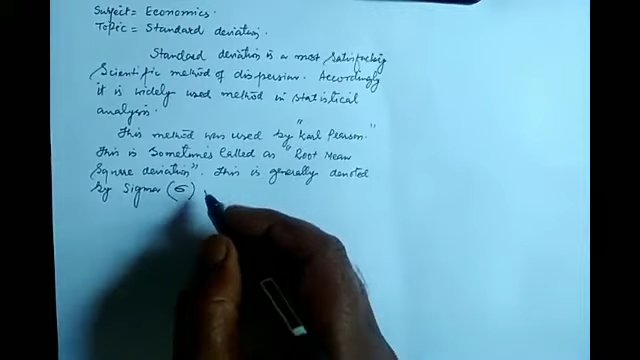 Subject = Economics.
Topic = Standard deviation.
Standard deviation is a most satisfactory
Scientific method of dispersion. Accordingly
it is widely used method in statistical
analysis.
This method was used by "Karl Pearson."
This is Sometimes Called as "Root Mean
Square deviation". This is generally denoted
by Sigma (σ)